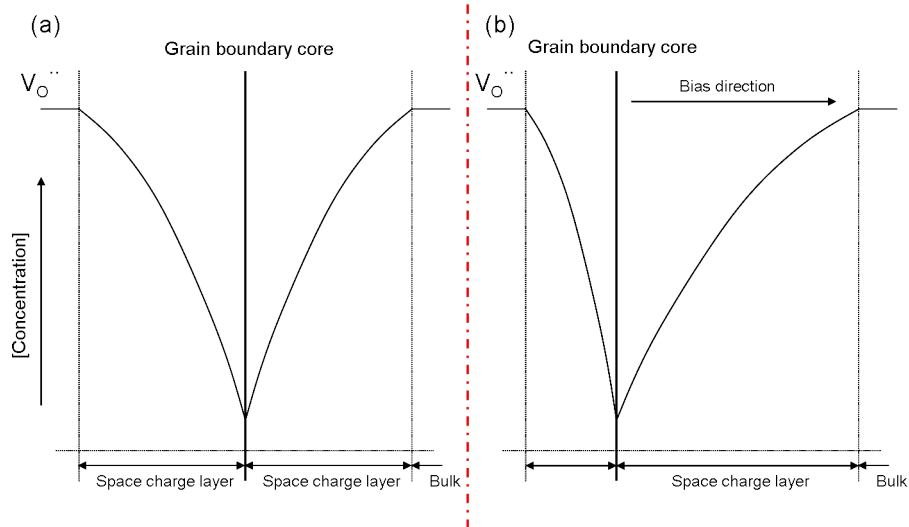 (a)
Grain boundary core
V_O¨
[Concentration]
Space charge layer
Space charge layer
Bulk
(b)
Grain boundary core
V_O¨
Bias direction
Space charge layer
Bulk